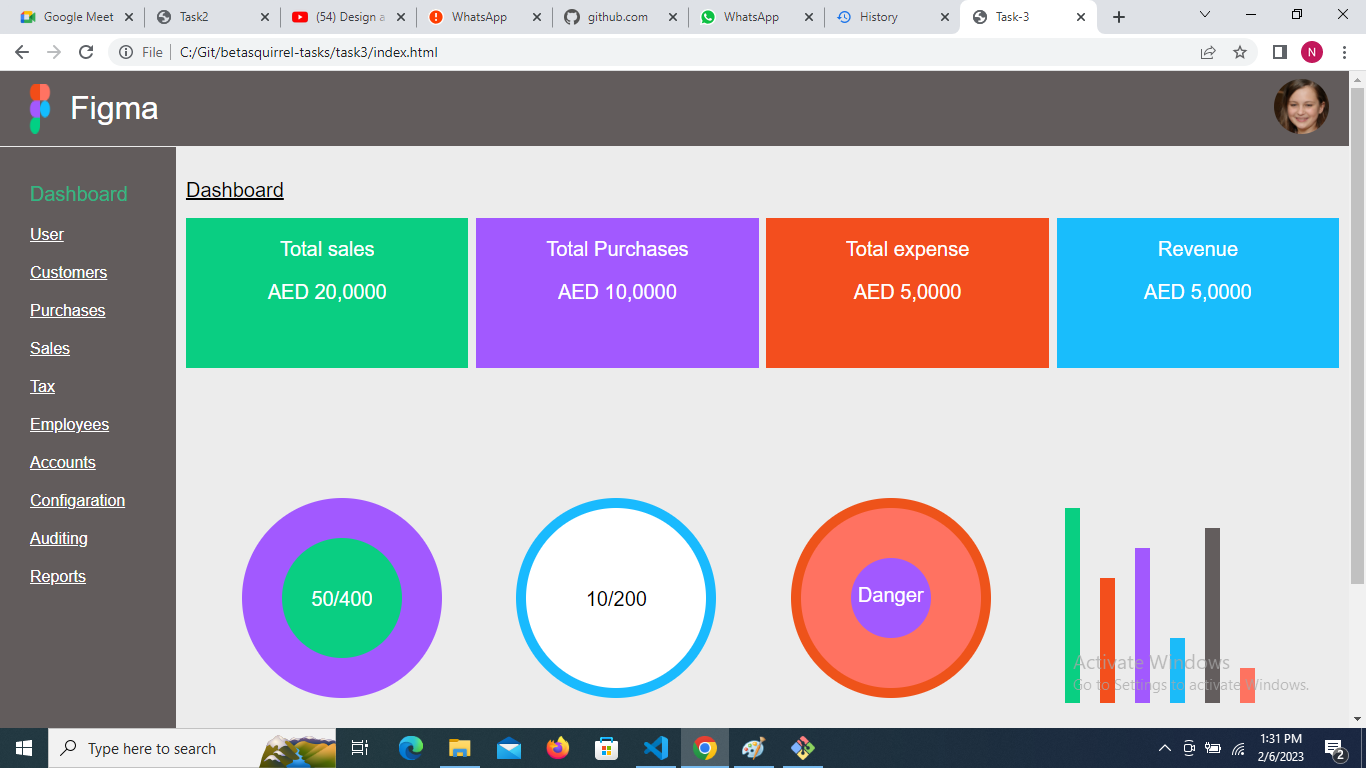 Google Meet
Task2
(54) Design a
WhatsApp
github.com
WhatsApp
History
Task-3
File
C:/Git/betasquirrel-tasks/task3/index.html
N
Figma
Dashboard
User
Customers
Purchases
Sales
Tax
Employees
Accounts
Configaration
Auditing
Reports
Dashboard
Total sales
AED 20,0000
Total Purchases
AED 10,0000
Total expense
AED 5,0000
Revenue
AED 5,0000
50/400
10/200
Danger
Activate Windows
Go to Settings to activate Windows.
Type here to search
1:31 PM
2/6/2023
2